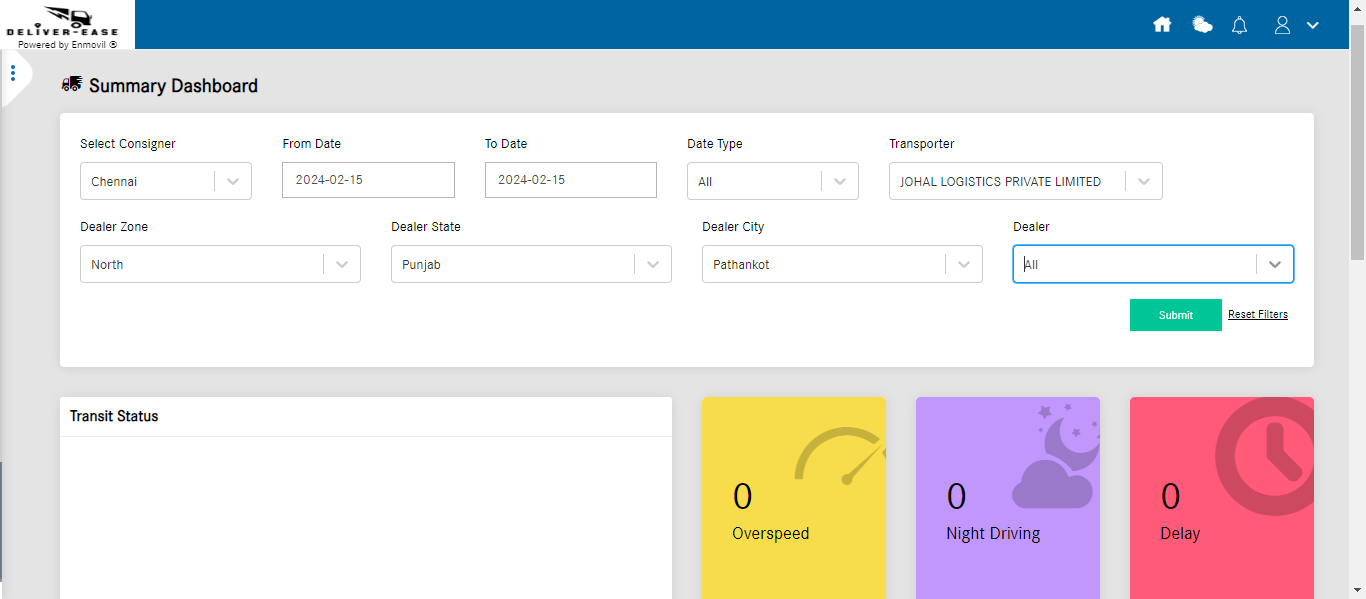 DELIVER-EASE
Powered by Enmovil ®
Summary Dashboard
Select Consigner
From Date
To Date
Date Type
Transporter
Chennai
2024-02-15
2024-02-15
All
JOHAL LOGISTICS PRIVATE LIMITED
Dealer Zone
Dealer State
Dealer City
Dealer
North
Punjab
Pathankot
All
Submit
Reset Filters
Transit Status
0
Overspeed
0
Night Driving
0
Delay